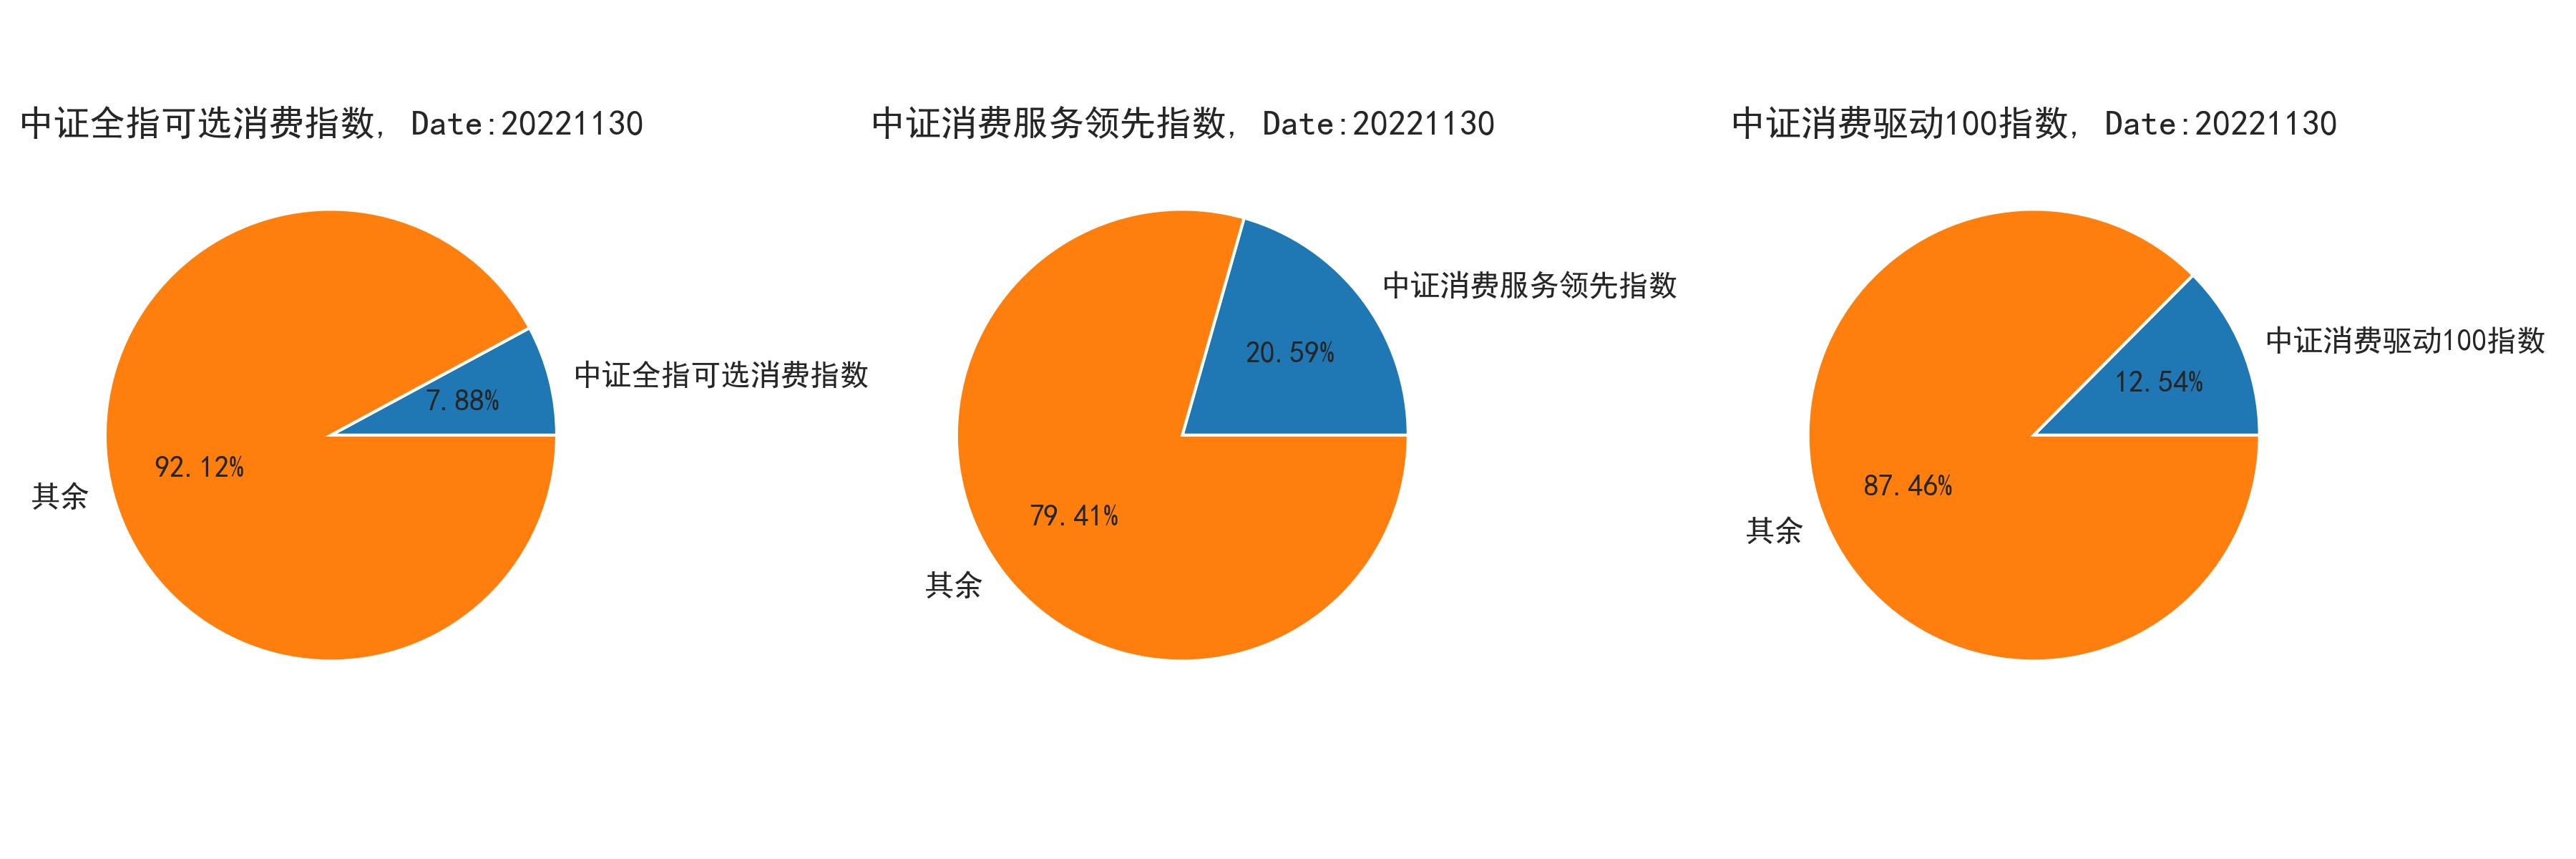 中证全指可选消费指数, Date:20221130
中证全指可选消费指数
7.88%
92.12%
其余
中证消费服务领先指数, Date:20221130
中证消费服务领先指数
20.59%
79.41%
其余
中证消费驱动100指数, Date:20221130
中证消费驱动100指数
12.54%
87.46%
其余